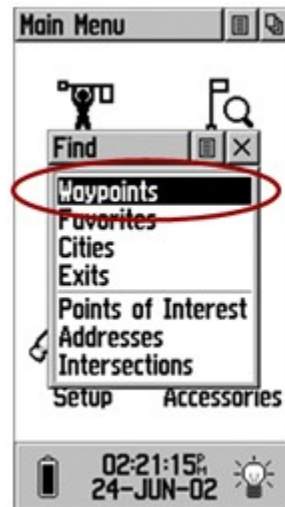 Main Menu
Find
Waypoints
Favorites
Cities
Exits
Points of Interest
Addresses
Intersections
Setup Accessories
02:21:15PM
24-JUN-02